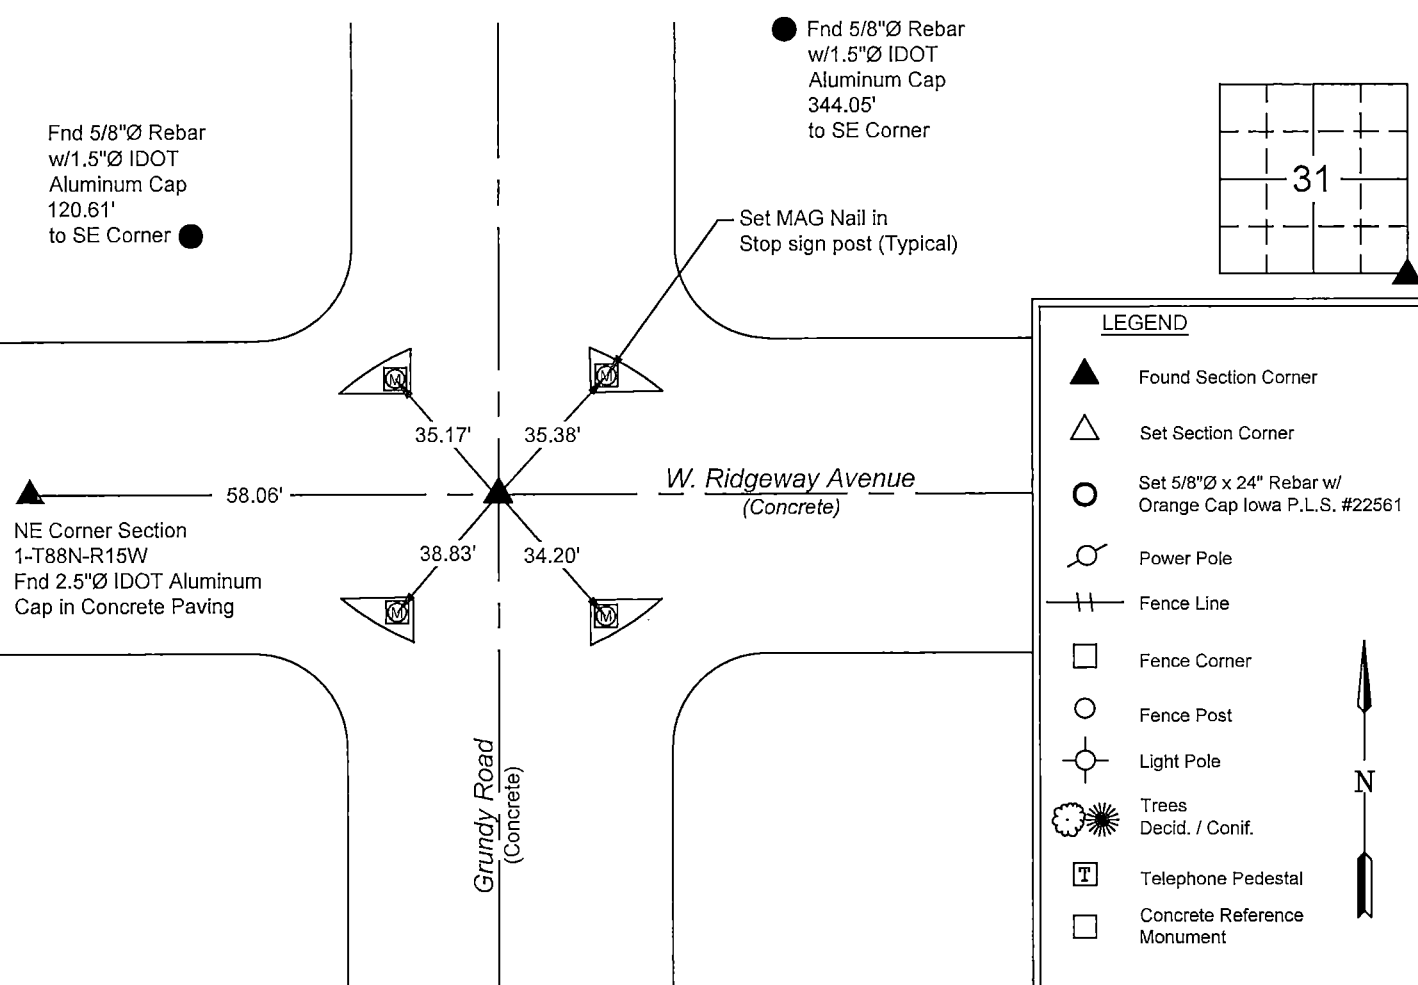 Fnd 5/8"Ø Rebar
w/1.5"Ø IDOT
Aluminum Cap
344.05'
to SE Corner
Fnd 5/8"Ø Rebar
w/1.5"Ø IDOT
Aluminum Cap
120.61'
to SE Corner
Set MAG Nail in
Stop sign post (Typical)
31
M
M
35.17'
35.38'
58.06'
W. Ridgeway Avenue
(Concrete)
NE Corner Section
1-T88N-R15W
Fnd 2.5"Ø IDOT Aluminum
Cap in Concrete Paving
38.83'
34.20'
M
M
Grundy Road
(Concrete)
LEGEND
Found Section Corner
Set Section Corner
Set 5/8"Ø x 24" Rebar w/
Orange Cap Iowa P.L.S. #22561
Power Pole
Fence Line
Fence Corner
Fence Post
Light Pole
Trees
Decid. / Conif.
T
Telephone Pedestal
Concrete Reference
Monument
N